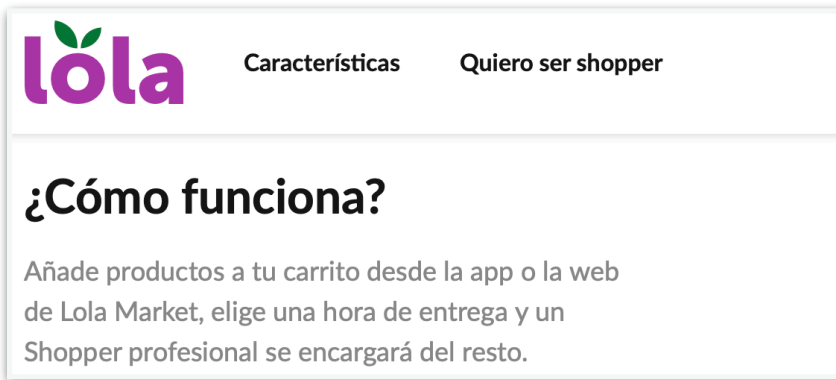 lola
Características
Quiero ser shopper
¿Cómo funciona?
Añade productos a tu carrito desde la app o la web
de Lola Market, elige una hora de entrega y un
Shopper profesional se encargará del resto.